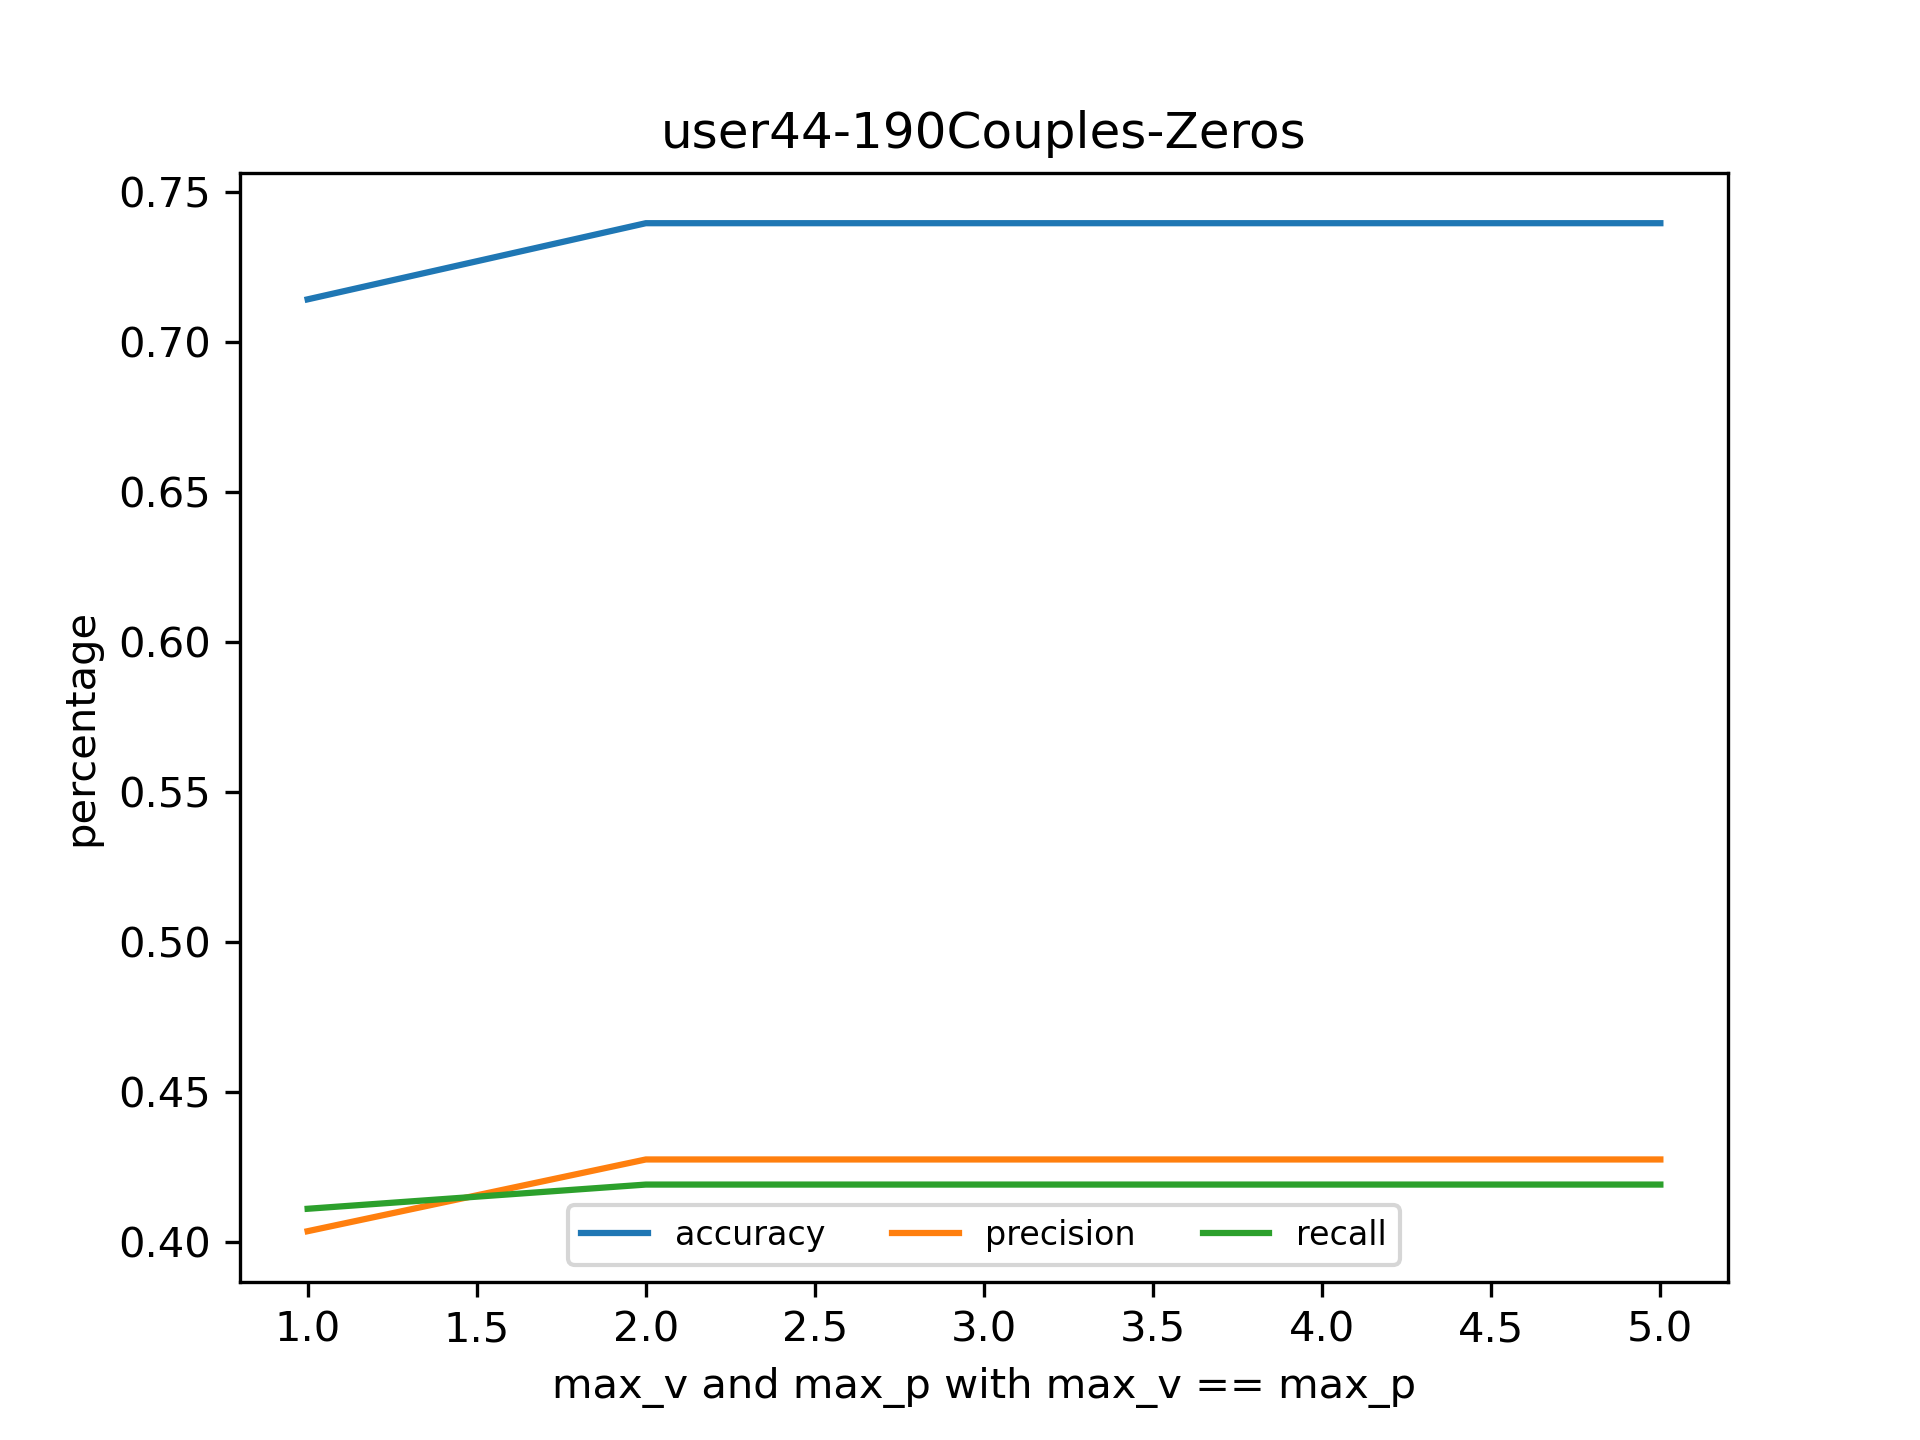 user44-190Couples-Zeros
0.75
0.70
0.65
0.60
0.55
0.50
0.45
0.40
percentage
accuracy precision recall
1.0 1.5 2.0 2.5 3.0 3.5 4.0 4.5 5.0
max_v and max_p with max_v == max_p